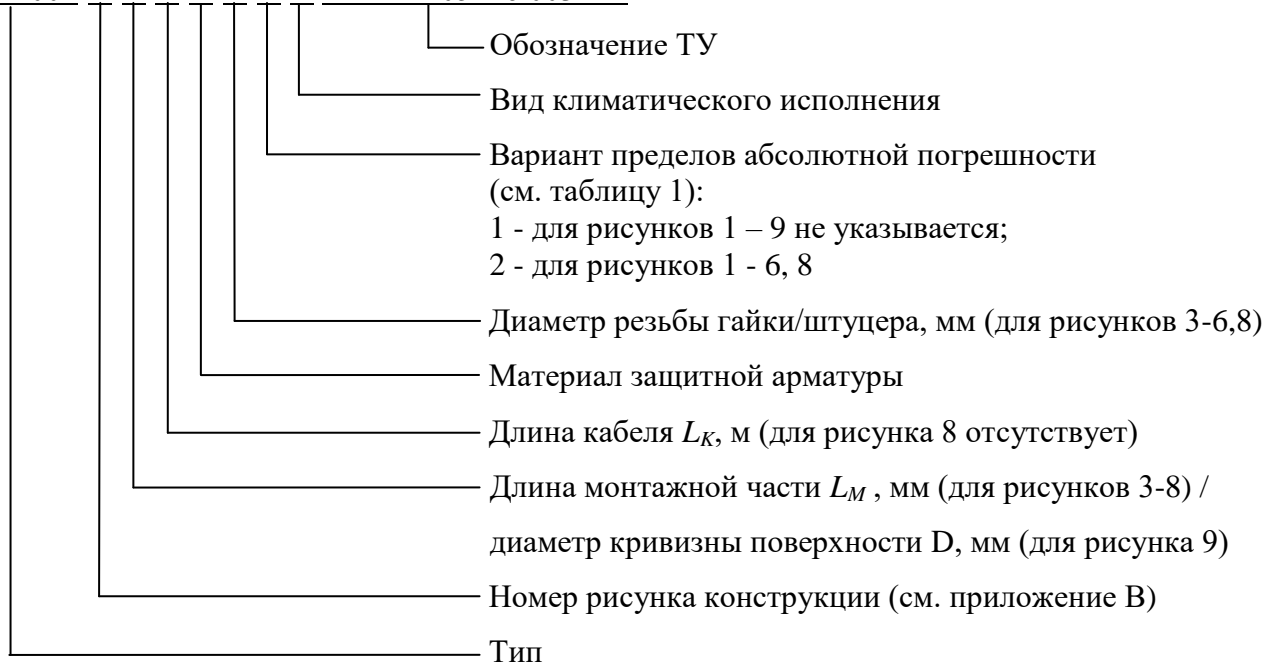 Обозначение ТУ
Вид климатического исполнения
Вариант пределов абсолютной погрешности
(см. таблицу 1):
1 - для рисунков 1 – 9 не указывается;
2 - для рисунков 1 - 6, 8
Диаметр резьбы гайки/штуцера, мм (для рисунков 3-6,8)
Материал защитной арматуры
Длина кабеля L_K, м (для рисунка 8 отсутствует)
Длина монтажной части L_M , мм (для рисунков 3-8) /
диаметр кривизны поверхности D, мм (для рисунка 9)
Номер рисунка конструкции (см. приложение В)
Тип